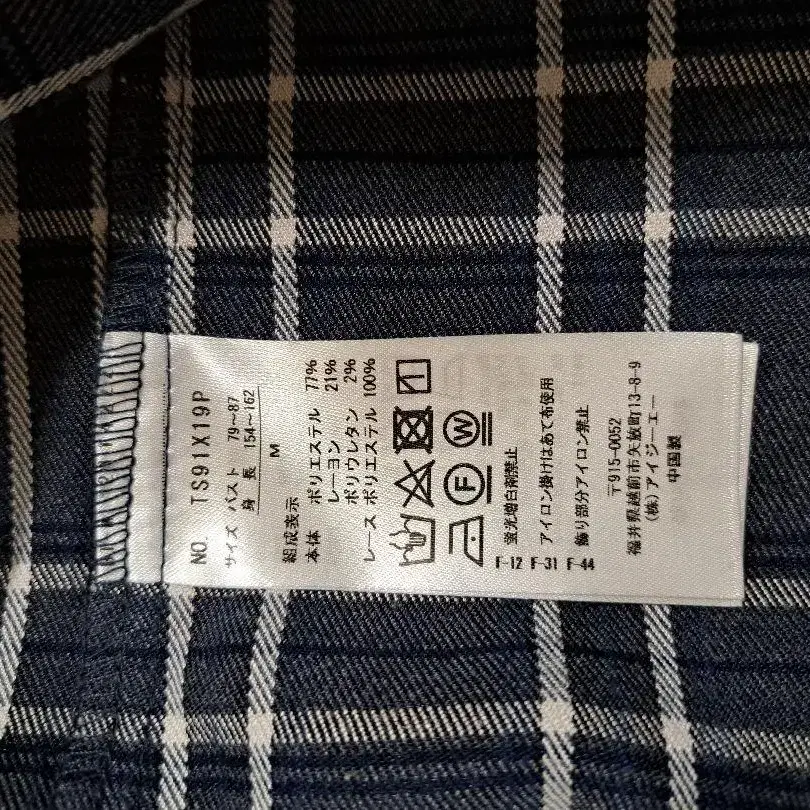 NO. TS91X19P
サイズ バスト 79～87
身長 154～162
M
組成表示
本体 ポリエステル 77%
レーヨン 21%
ポリウレタン 2%
レース ポリエステル 100%
F
W
蛍光増白剤禁止
アイロン掛けはあて布使用
飾り部分アイロン禁止
F-12 F-31 F-44
〒915-0052
福井県越前市矢放町13-8-9
(株)アイジーエー
中国製